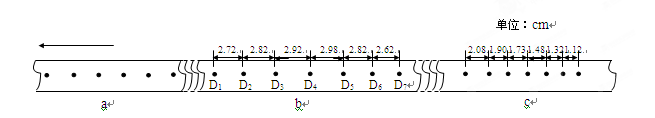 单位：cm
2.72. 2.82. 2.92. 2.98. 2.82. 2.62. 2.08. 1.90. 1.73. 1.48. 1.32. 1.12.
D1 D2 D3 D4 D5 D6 D7
a b c